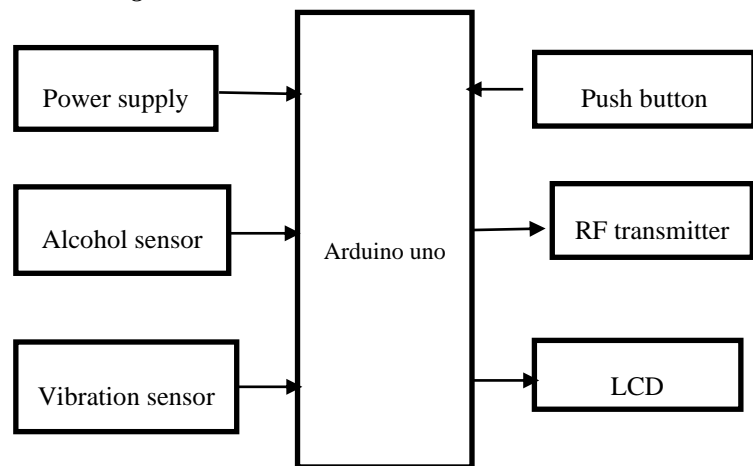 Power supply
Push button
Alcohol sensor
Arduino uno
RF transmitter
Vibration sensor
LCD